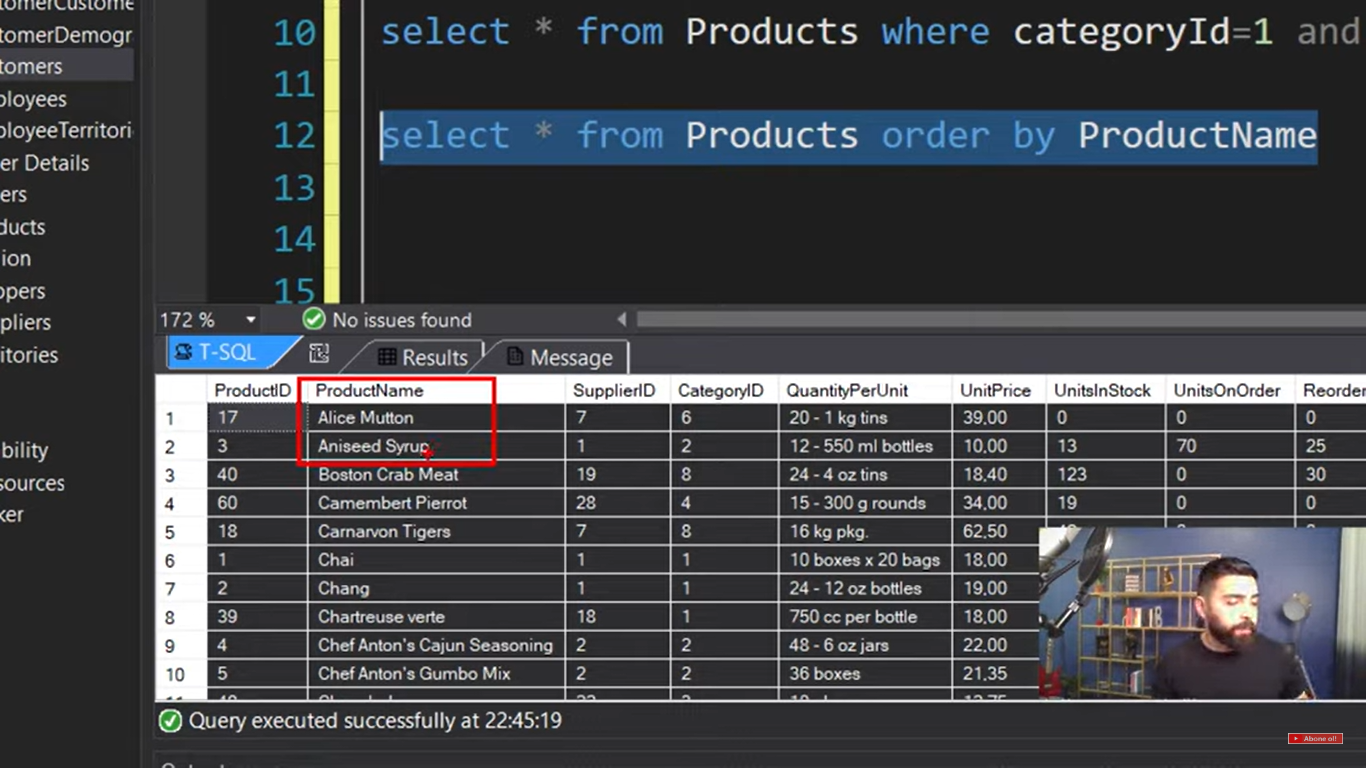 tomerCustome
tomerDemogr
tomers
ployees
ployeeTerritori
er Details
ers
ducts
ion
ppers
pliers
ritories
bility
sources
ker
10 select * from Products where categoryId=1 and
11
12 select * from Products order by ProductName
13
14
15
172 % No issues found
T-SQL Results Message
ProductID ProductName SupplierID CategoryID QuantityPerUnit UnitPrice UnitsInStock UnitsOnOrder Reorder
1 17 Alice Mutton 7 6 20 - 1 kg tins 39,00 0 0 0
2 3 Aniseed Syrup 1 2 12 - 550 ml bottles 10,00 13 70 25
3 40 Boston Crab Meat 19 8 24 - 4 oz tins 18,40 123 0 30
4 60 Camembert Pierrot 28 4 15 - 300 g rounds 34,00 19 0 0
5 18 Carnarvon Tigers 7 8 16 kg pkg. 62,50
6 1 Chai 1 1 10 boxes x 20 bags 18,00
7 2 Chang 1 1 24 - 12 oz bottles 19,00
8 39 Chartreuse verte 18 1 750 cc per bottle 18,00
9 4 Chef Anton's Cajun Seasoning 2 2 48 - 6 oz jars 22,00
10 5 Chef Anton's Gumbo Mix 2 2 36 boxes 21,35
Query executed successfully at 22:45:19
Abone ol!